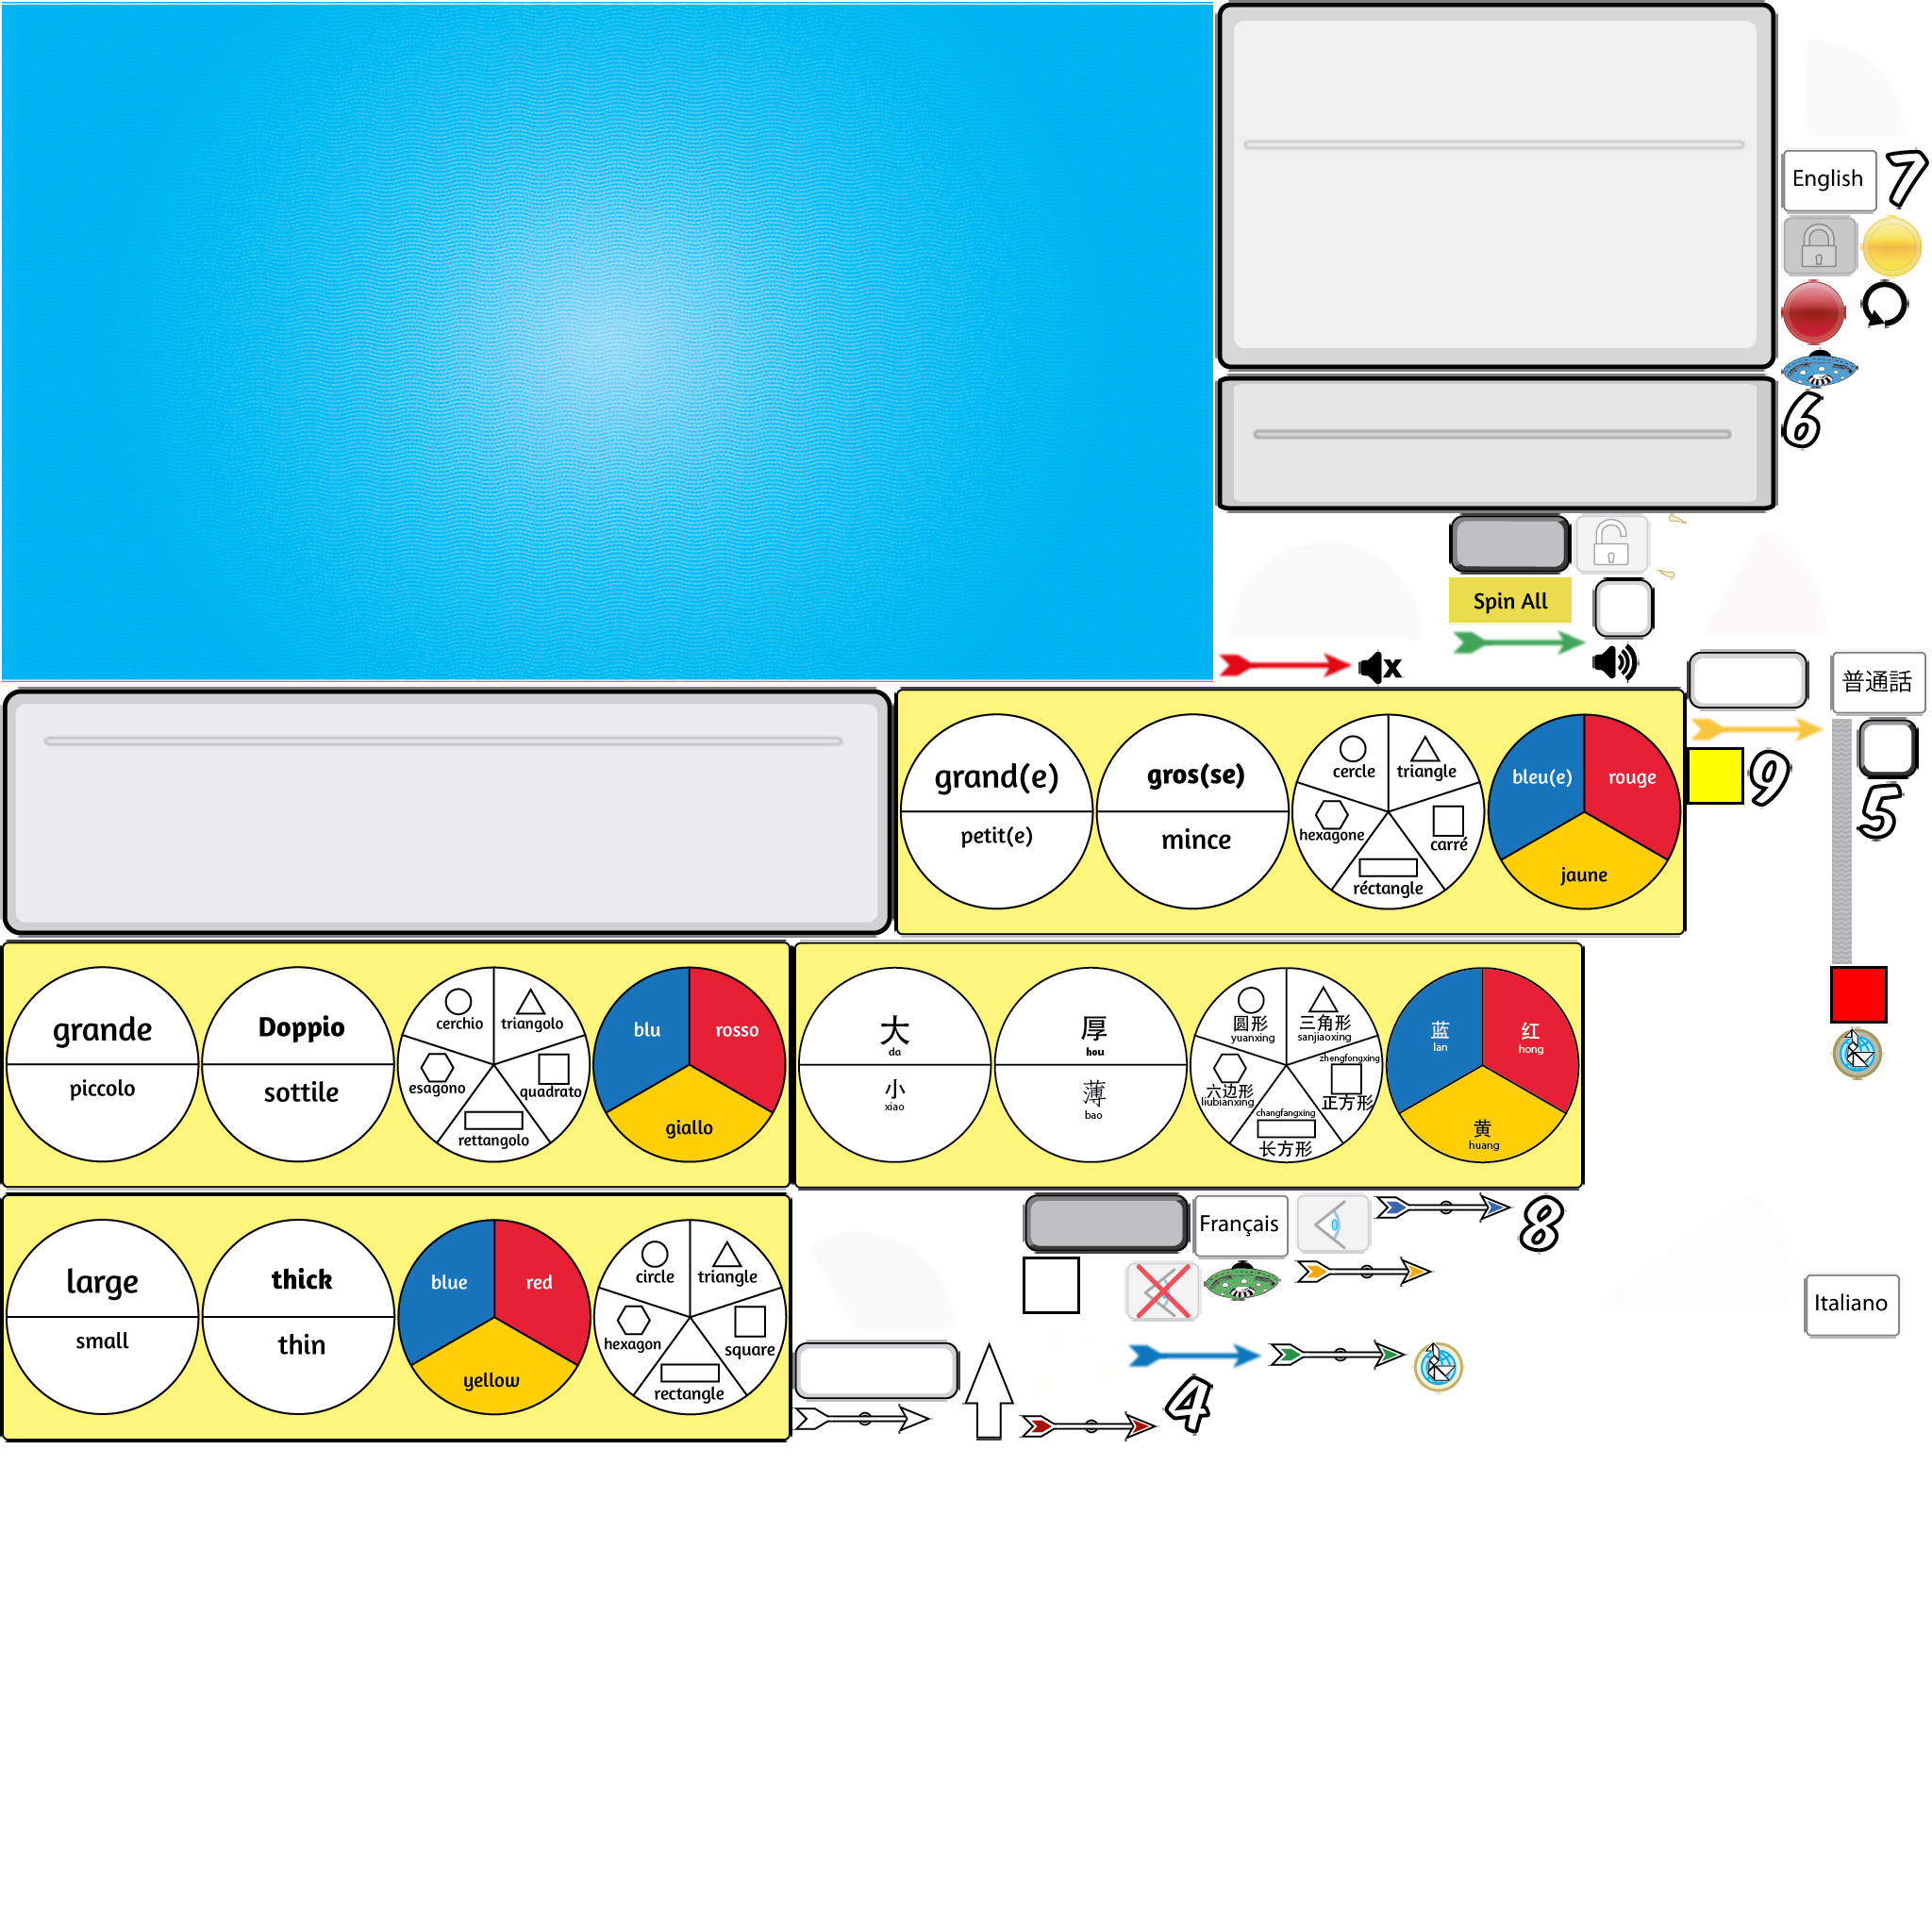 English
7
6
Spin All
普通話
grand(e)
petit(e)
gros(se)
mince
cercle
triangle
hexagone
carré
réctangle
bleu(e)
rouge
jaune
9
5
grande
piccolo
Doppio
sottile
cerchio
triangolo
esagono
quadrato
rettangolo
blu
rosso
giallo
大
da
小
xiao
厚
hou
薄
bao
圆形
yuanxing
三角形
sanjiaoxing
六边形
liubianxing
zhengfongxing
正方形
changfangxing
长方形
蓝
lan
红
hong
黄
huang
large
small
thick
thin
blue
red
yellow
circle
triangle
hexagon
square
rectangle
Français
8
4
Italiano